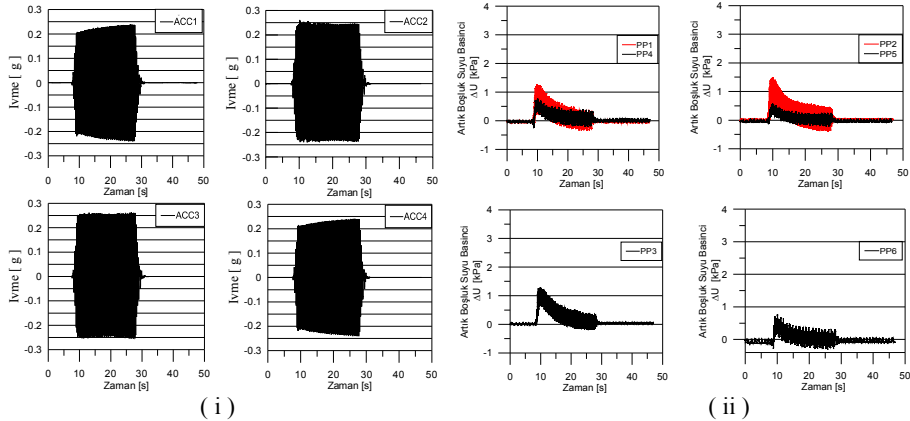 ACC1
Ivme [ g ]
0.3
0.2
0.1
0
-0.1
-0.2
-0.3
0 10 20 30 40 50
Zaman [s]
ACC2
Ivme [ g ]
0.3
0.2
0.1
0
-0.1
-0.2
-0.3
0 10 20 30 40 50
Zaman [s]
ACC3
Ivme [ g ]
0.3
0.2
0.1
0
-0.1
-0.2
-0.3
0 10 20 30 40 50
Zaman [s]
ACC4
Ivme [ g ]
0.3
0.2
0.1
0
-0.1
-0.2
-0.3
0 10 20 30 40 50
Zaman [s]
( i )
PP1
PP4
Artık Boşluk Suyu Basinci
ΔU [kPa]
4
3
2
1
0
-1
0 10 20 30 40 50
Zaman [s]
PP2
PP5
Artık Boşluk Suyu Basinci
ΔU [kPa]
4
3
2
1
0
-1
0 10 20 30 40 50
Zaman [s]
PP3
Artık Boşluk Suyu Basinci
ΔU [kPa]
4
3
2
1
0
-1
0 10 20 30 40 50
Zaman [s]
PP6
Artık Boşluk Suyu Basinci
ΔU [kPa]
4
3
2
1
0
0 10 20 30 40 50
Zaman [s]
( ii )